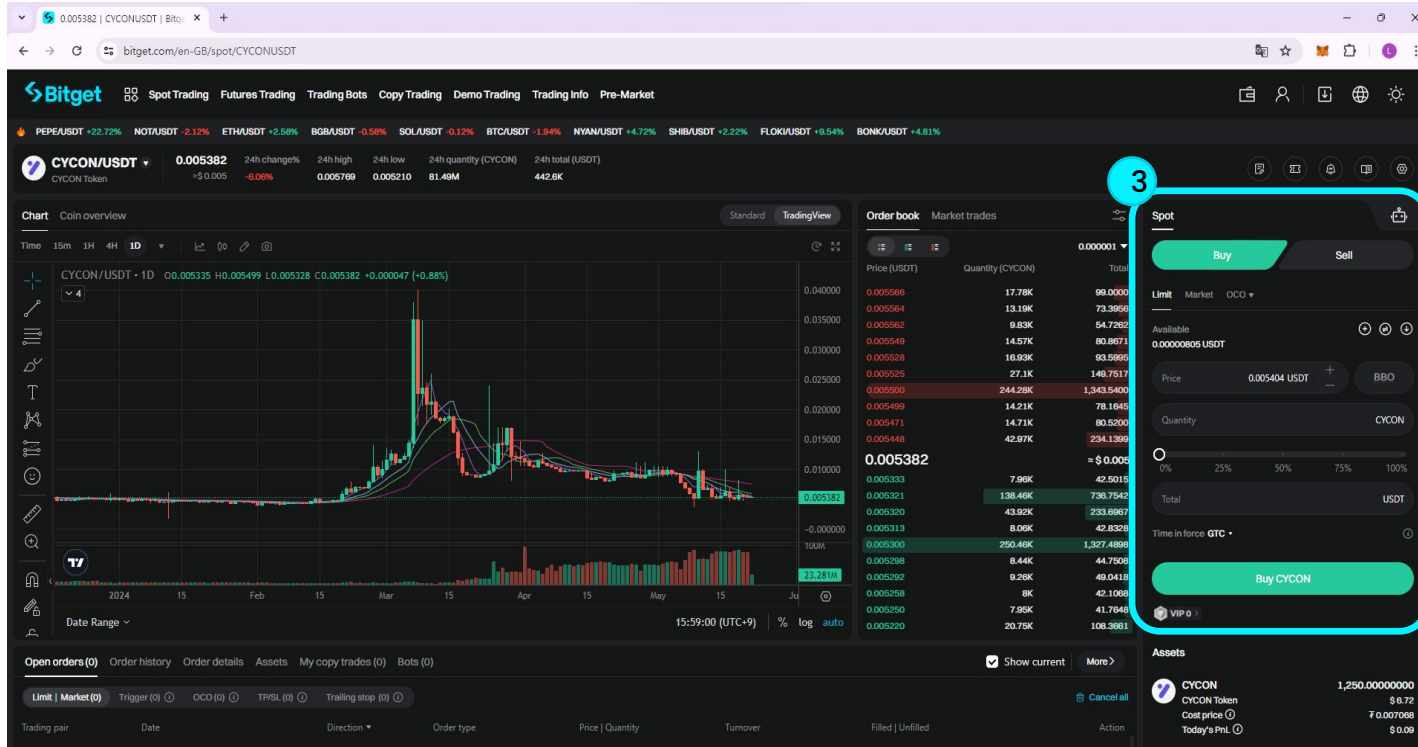 0.005382 | CYCONUSDT | Bitge
bitget.com/en-GB/spot/CYCONUSDT
L
Bitget Spot Trading Futures Trading Trading Bots Copy Trading Demo Trading Trading Info Pre-Market
PEPE/USDT +22.72% NOT/USDT -2.12% ETH/USDT +2.58% BGB/USDT -0.58% SOL/USDT -0.12% BTC/USDT -1.94% NYAN/USDT +4.72% SHIB/USDT +2.22% FLOKI/USDT +9.54% BONK/USDT +4.81%
CYCON/USDT 0.005382 24h change% 24h high 24h low 24h quantity (CYCON) 24h total (USDT)
CYCON Token ≈$0.005 -6.06% 0.005769 0.005210 81.49M 442.6K
3
Chart Coin overview Standard TradingView
Time 15m 1H 4H 1D
CYCON/USDT · 1D O0.005335 H0.005499 L0.005328 C0.005382 +0.000047 (+0.88%)
4
0.040000
0.035000
0.030000
0.025000
0.020000
0.015000
0.010000
0.005382
-0.000000
100M
23.281M
2024 15 Feb 15 Mar 15 Apr 15 May 15 Ju
Date Range 15:59:00 (UTC+9) % log auto
Order book Market trades
0.000001
Price (USDT) Quantity (CYCON) Total
0.005566 17.78K 99.0000
0.005564 13.19K 73.3956
0.005562 9.83K 54.7262
0.005549 14.57K 80.8671
0.005528 16.93K 93.5995
0.005525 27.1K 149.7517
0.005500 244.28K 1,343.5400
0.005499 14.21K 78.1645
0.005471 14.71K 80.5200
0.005448 42.97K 234.1399
0.005382 ≈ $0.005
0.005333 7.96K 42.5015
0.005321 138.46K 736.7542
0.005320 43.92K 233.6967
0.005313 8.06K 42.8328
0.005300 250.46K 1,327.4898
0.005298 8.44K 44.7508
0.005292 9.26K 49.0418
0.005258 8K 42.1068
0.005250 7.95K 41.7648
0.005220 20.75K 108.3661
Spot
Buy Sell
Limit Market OCO
Available
0.00000805 USDT
Price 0.005404 USDT BBO
Quantity CYCON
0% 25% 50% 75% 100%
Total USDT
Time in force GTC
Buy CYCON
VIP 0
Open orders (0) Order history Order details Assets My copy trades (0) Bots (0) Show current More
Limit | Market (0) Trigger (0) OCO (0) TP/SL (0) Trailing stop (0) Cancel all
Trading pair Date Direction Order type Price | Quantity Turnover Filled | Unfilled Action
Assets
CYCON 1,250.00000000
CYCON Token $6.72
Cost price ₮0.007068
Today's PnL $0.09